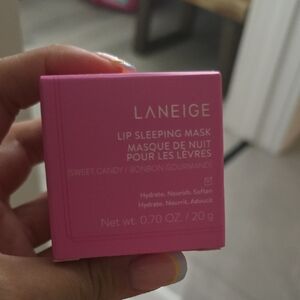 LANEIGE
LIP SLEEPING MASK
MASQUE DE NUIT
POUR LES LÈVRES
[SWEET CANDY / BONBON GOURMAND]
Hydrate, Nourish, Soften
Hydrate, Nourrit, Adoucit
Net wt. 0.70 OZ. / 20 g